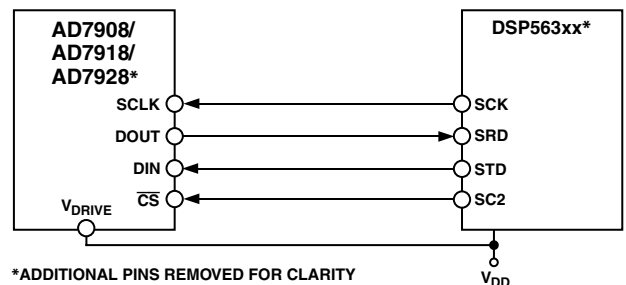 AD7908/
AD7918/
AD7928*
DSP563xx*
SCLK
SCK
DOUT
SRD
DIN
STD
CS
SC2
VDRIVE
*ADDITIONAL PINS REMOVED FOR CLARITY
VDD